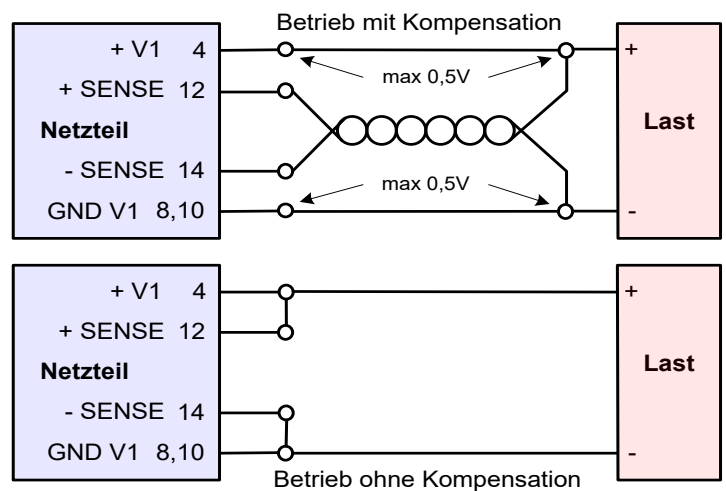 Betrieb mit Kompensation
+ V1 4
max 0,5V
+ SENSE 12
Netzteil
- SENSE 14
max 0,5V
GND V1 8,10
+
Last
-
+ V1 4
+ SENSE 12
Netzteil
- SENSE 14
GND V1 8,10
+
Last
-
Betrieb ohne Kompensation